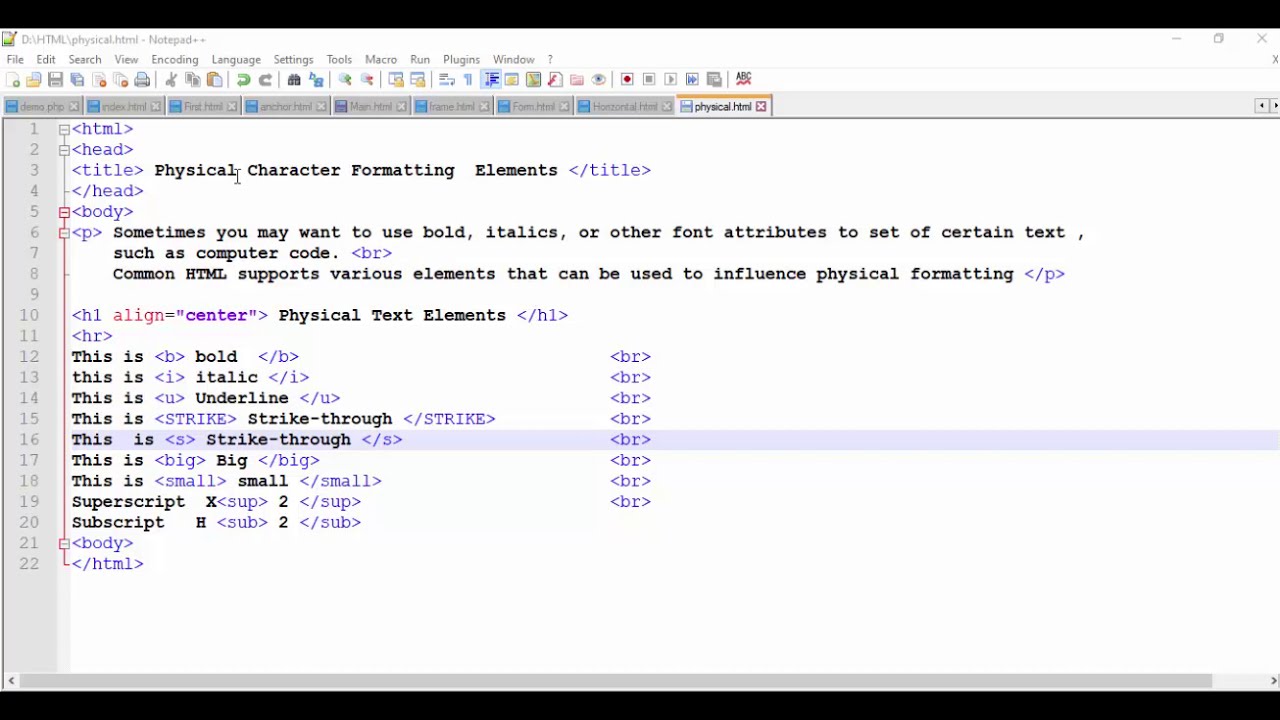 D:\HTML\physical.html - Notepad++
File Edit Search View Encoding Language Settings Tools Macro Run Plugins Window ? X
ABC
demo.php index.html First.html anchor.html Main.html frame.html Form.html Horizontal.html physical.html
1 <html>
2 <head>
3 <title> Physical Character Formatting  Elements </title>
4 </head>
5 <body>
6 <p> Sometimes you may want to use bold, italics, or other font attributes to set of certain text ,
7     such as computer code. <br>
8     Common HTML supports various elements that can be used to influence physical formatting </p>
9
10 <h1 align="center"> Physical Text Elements </h1>
11 <hr>
12 This is <b> bold  </b> <br>
13 this is <i> italic </i> <br>
14 This is <u> Underline </u> <br>
15 This is <STRIKE> Strike-through </STRIKE> <br>
16 This  is <s> Strike-through </s> <br>
17 This is <big> Big </big> <br>
18 This is <small> small </small> <br>
19 Superscript  X<sup> 2 </sup> <br>
20 Subscript   H <sub> 2 </sub>
21 <body>
22 </html>